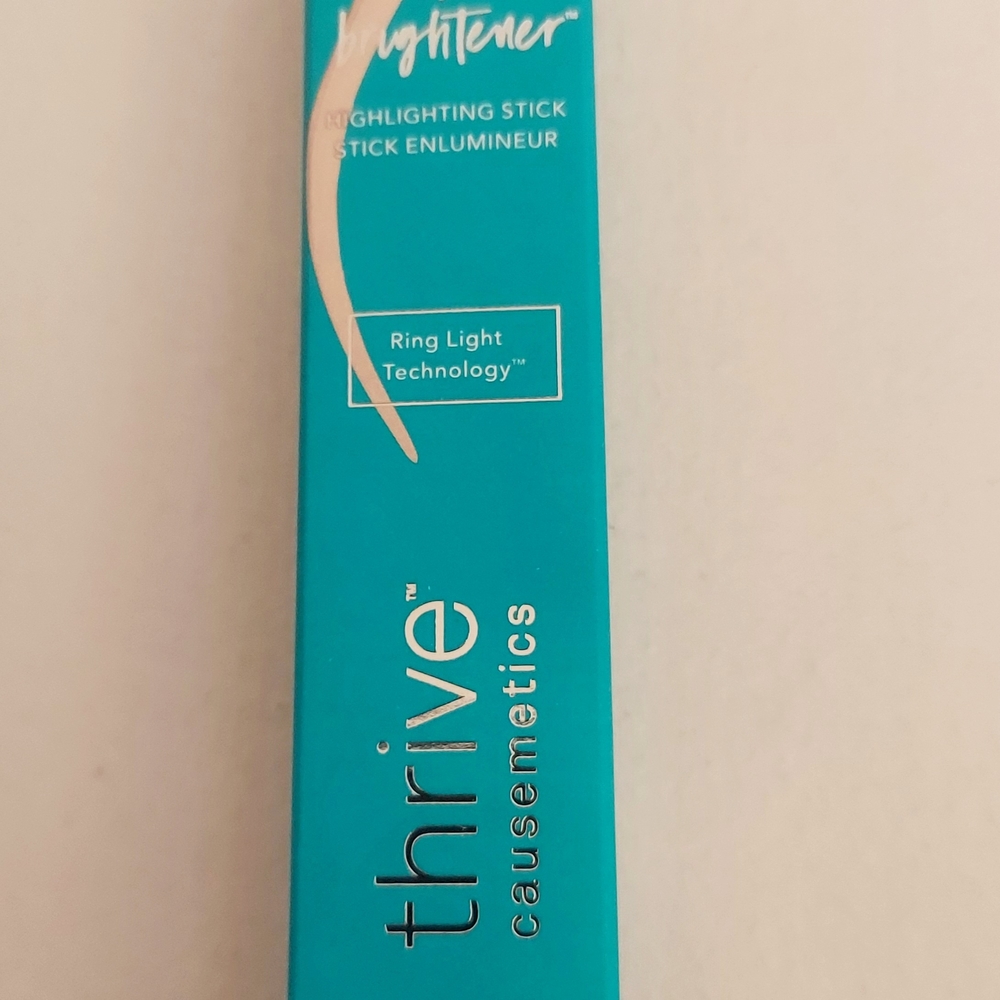 brightener™
HIGHLIGHTING STICK
STICK ENLUMINEUR
Ring Light
Technology™
thrive™
causemetics